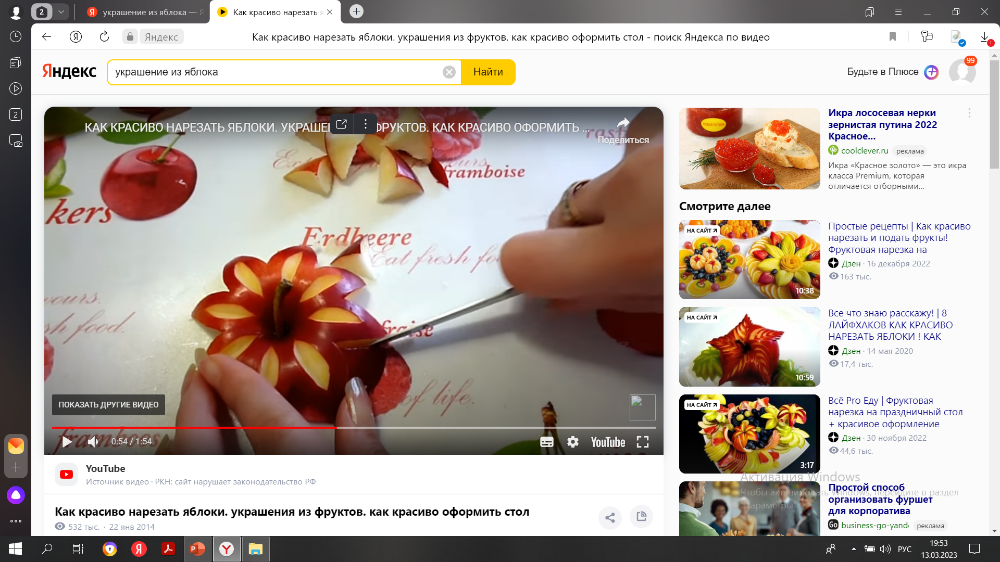 2
украшение из яблока — Я
Как красиво нарезать я
Яндекс
Как красиво нарезать яблоки. украшения из фруктов. как красиво оформить стол - поиск Яндекса по видео
2
Яндекс
украшение из яблока
Найти
Будьте в Плюсе
99
КАК КРАСИВО НАРЕЗАТЬ ЯБЛОКИ. УКРАШЕ ФРУКТОВ. КАК КРАСИВО ОФОРМИТЬ ...
Поделиться
framboise
kers
Erdbeere
Eat fresh foo
vours.
sh food.
fraise
of life.
framboos
ПОКАЗАТЬ ДРУГИЕ ВИДЕО
0:54 / 1:54
YouTube
YouTube
Источник видео · РКН: сайт нарушает законодательство РФ
Как красиво нарезать яблоки. украшения из фруктов. как красиво оформить стол
532 тыс. · 22 янв 2014
НОВАЯ ПУТИНА
Икра лососевая нерки
зернистая путина 2022
Красное...
coolclever.ru реклама
Икра «Красное золото» — это икра
класса Premium, которая
отличается отборными...
Смотрите далее
НА САЙТ
10:38
Простые рецепты | Как красиво
нарезать и подать фрукты!
Фруктовая нарезка на
Дзен · 16 декабря 2022
163 тыс.
НА САЙТ
10:59
Все что знаю расскажу! | 8
ЛАЙФХАКОВ КАК КРАСИВО
НАРЕЗАТЬ ЯБЛОКИ ! КАК
Дзен · 14 мая 2020
17,4 тыс.
НА САЙТ
3:17
Всё Pro Еду | Фруктовая
нарезка на праздничный стол
+ красивое оформление
Дзен · 30 ноября 2022
44,6 тыс.
Активация Windows
Чтобы активировать Windows, перейдите в раздел
"Параметры"
Простой способ
организовать фуршет
для корпоратива
Go business-go-yand реклама
РУС
19:53
13.03.2023